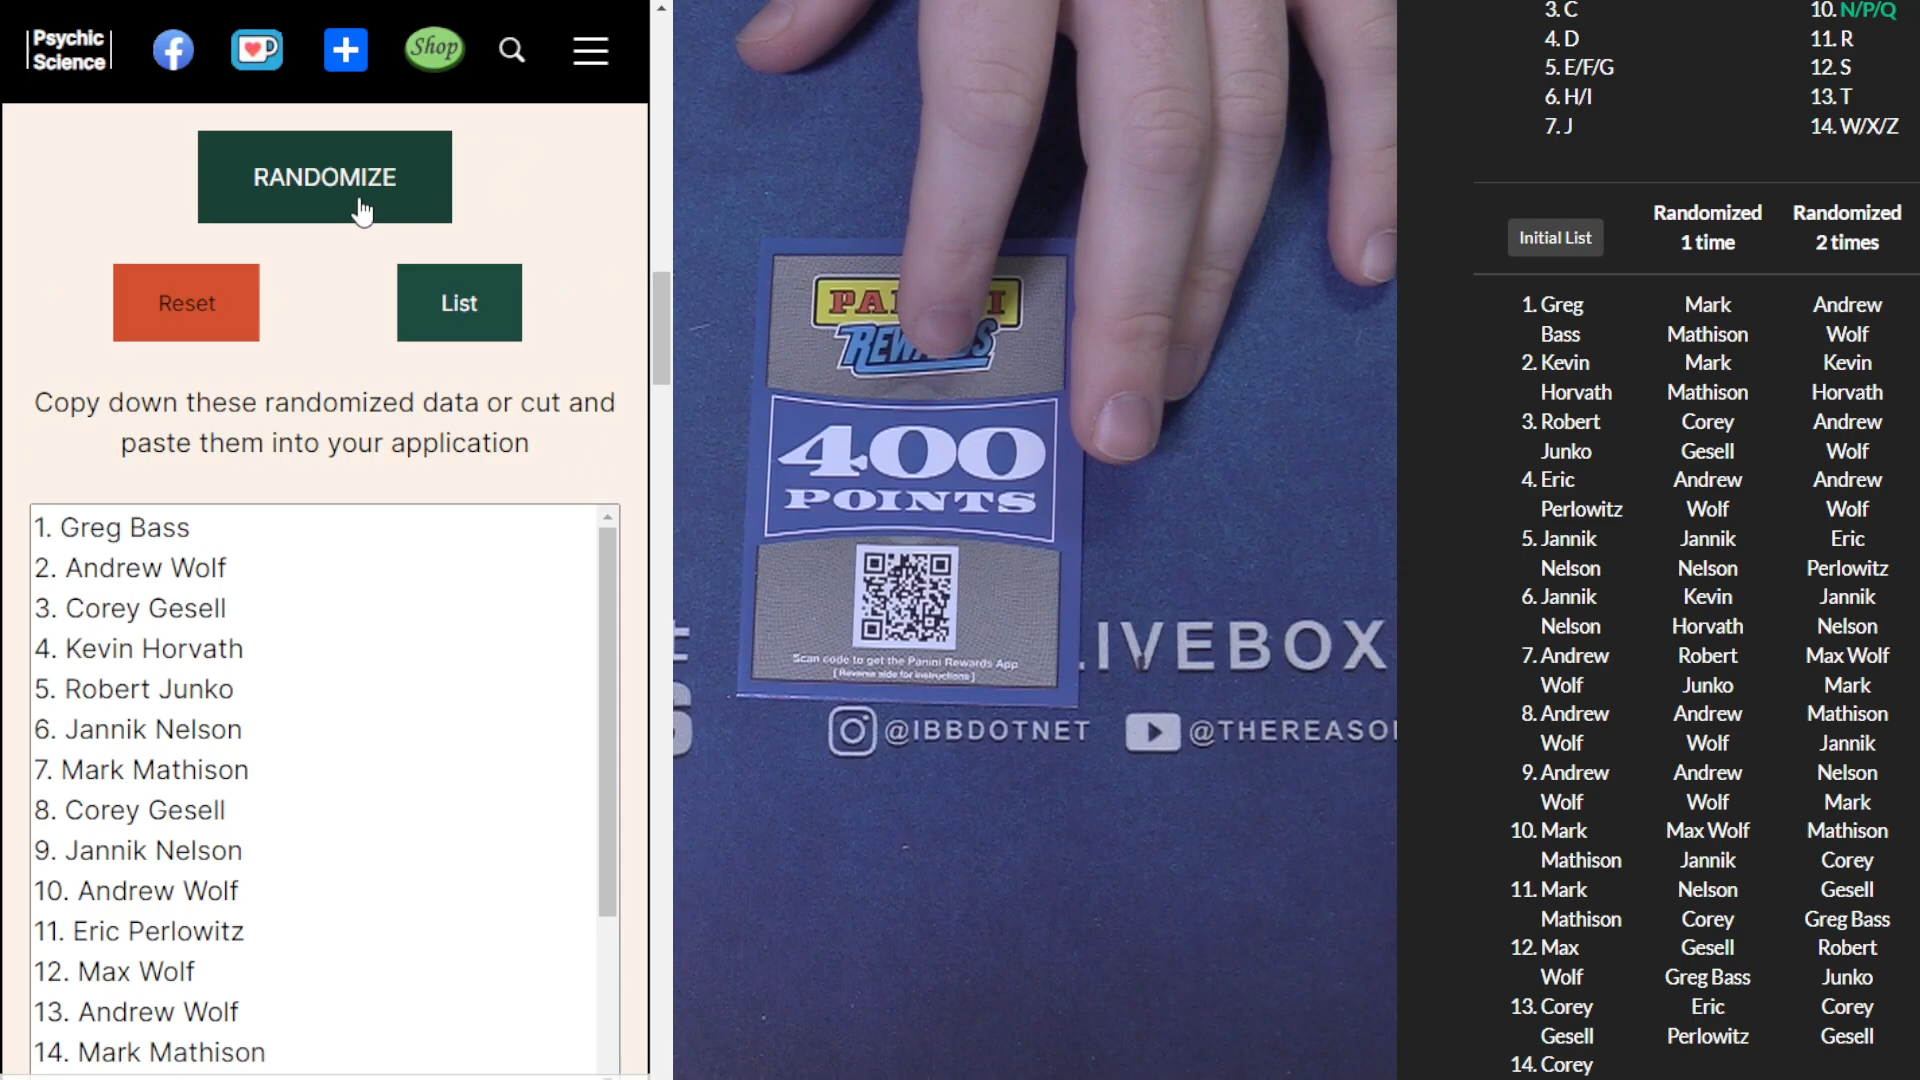 Psychic
Science
Shop
RANDOMIZE
Reset
List
Copy down these randomized data or cut and
paste them into your application
1. Greg Bass
2. Andrew Wolf
3. Corey Gesell
4. Kevin Horvath
5. Robert Junko
6. Jannik Nelson
7. Mark Mathison
8. Corey Gesell
9. Jannik Nelson
10. Andrew Wolf
11. Eric Perlowitz
12. Max Wolf
13. Andrew Wolf
14. Mark Mathison
400
POINTS
Scan code to get the Panini Rewards App
[ Reverse side for instructions ]
LIVEBOX
@IBBDOTNET
@THEREASO
3. C
4. D
5. E/F/G
6. H/I
7. J
10. N/P/Q
11. R
12. S
13. T
14. W/X/Z
Initial List
Randomized
1 time
Randomized
2 times
1. Greg
Bass
2. Kevin
Horvath
3. Robert
Junko
4. Eric
Perlowitz
5. Jannik
Nelson
6. Jannik
Nelson
7. Andrew
Wolf
8. Andrew
Wolf
9. Andrew
Wolf
10. Mark
Mathison
11. Mark
Mathison
12. Max
Wolf
13. Corey
Gesell
14. Corey
Mark
Mathison
Mark
Mathison
Corey
Gesell
Andrew
Wolf
Jannik
Nelson
Kevin
Horvath
Robert
Junko
Andrew
Wolf
Andrew
Wolf
Max Wolf
Jannik
Nelson
Corey
Gesell
Greg Bass
Eric
Perlowitz
Andrew
Wolf
Kevin
Horvath
Andrew
Wolf
Andrew
Wolf
Eric
Perlowitz
Jannik
Nelson
Max Wolf
Mark
Mathison
Jannik
Nelson
Mark
Mathison
Corey
Gesell
Greg Bass
Robert
Junko
Corey
Gesell